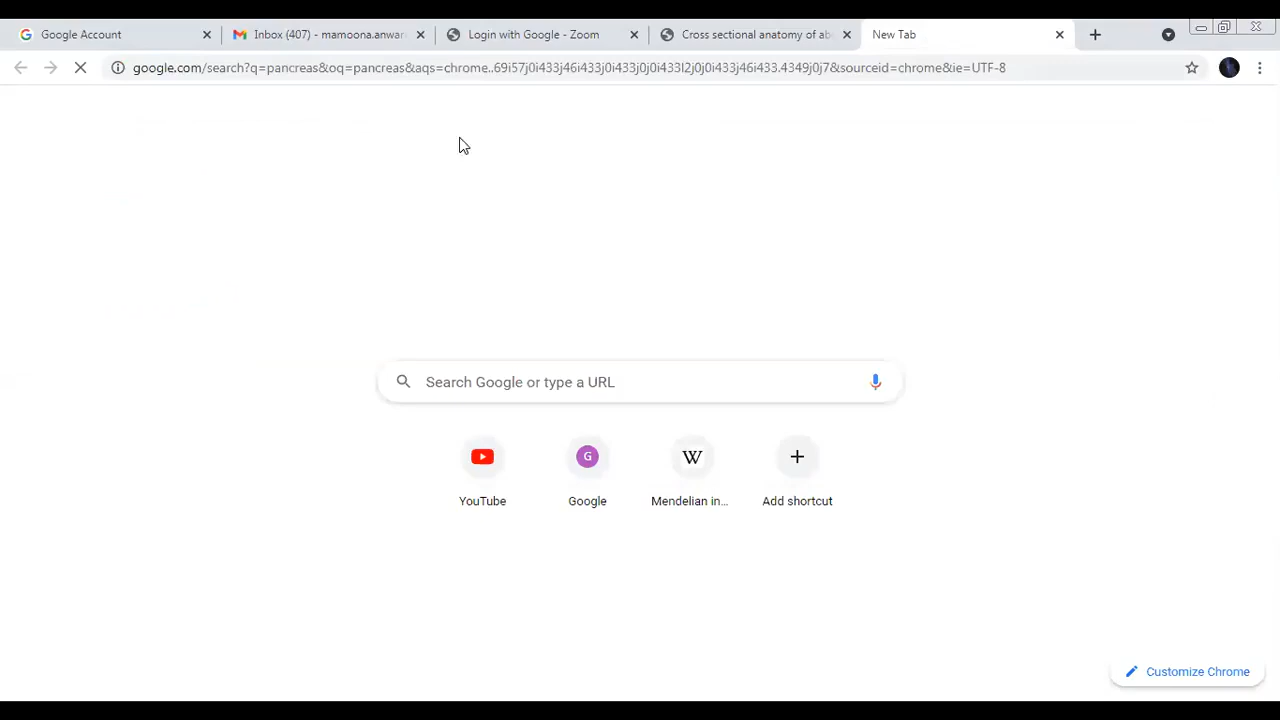 Google Account
Inbox (407) - mamoona.anwar
Login with Google - Zoom
Cross sectional anatomy of ab
New Tab
google.com/search?q=pancreas&oq=pancreas&aqs=chrome..69i57j0i433j46i433j0i433j0j0i433l2j0j0i433j46i433.4349j0j7&sourceid=chrome&ie=UTF-8
Search Google or type a URL
G
W
YouTube
Google
Mendelian in...
Add shortcut
Customize Chrome